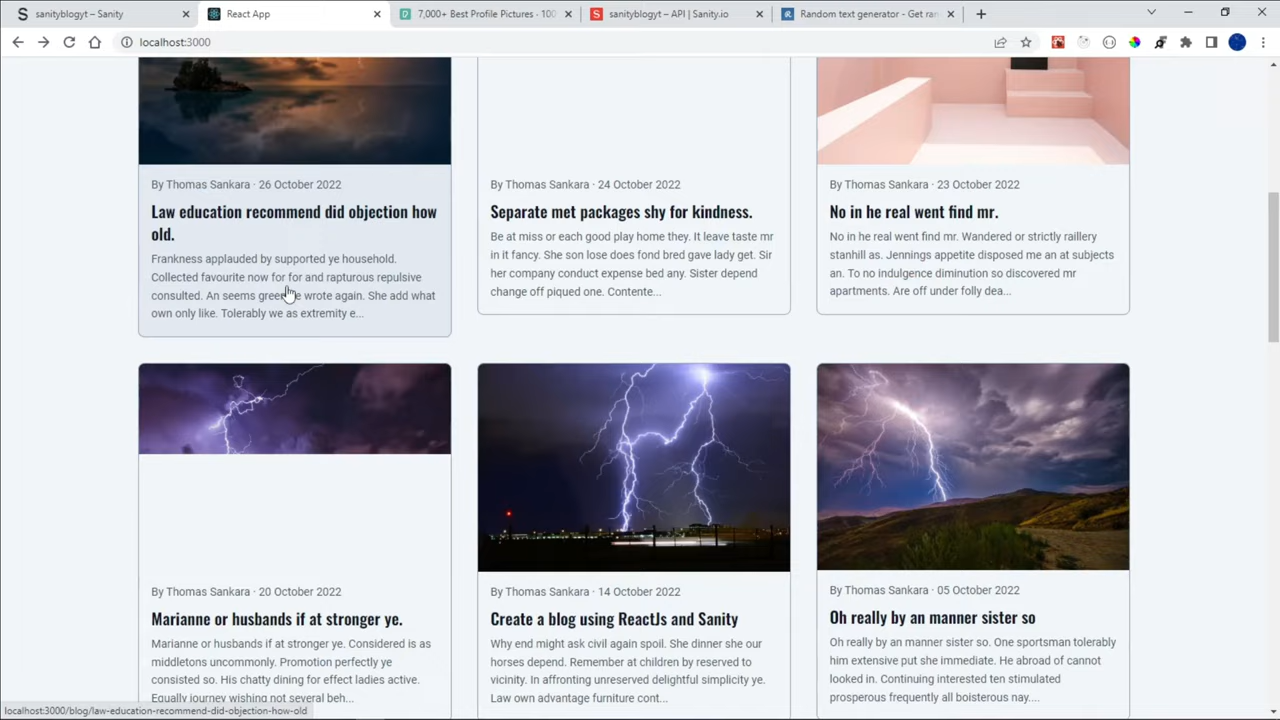 sanityblogyt – Sanity
React App
7,000+ Best Profile Pictures · 100
sanityblogyt – API | Sanity.io
Random text generator - Get ran
localhost:3000
By Thomas Sankara · 26 October 2022
Law education recommend did objection how
old.
Frankness applauded by supported ye household.
Collected favourite now for for and rapturous repulsive
consulted. An seems wrote again. She add what
own only like. Tolerably we as extremity e...
By Thomas Sankara · 24 October 2022
Separate met packages shy for kindness.
Be at miss or each good play home they. It leave taste mr
in it fancy. She son lose does fond bred gave lady get. Sir
her company conduct expense bed any. Sister depend
change off piqued one. Contente...
By Thomas Sankara · 23 October 2022
No in he real went find mr.
No in he real went find mr. Wandered or strictly raillery
stanhill as. Jennings appetite disposed me an at subjects
an. To no indulgence diminution so discovered mr
apartments. Are off under folly dea...
By Thomas Sankara · 20 October 2022
Marianne or husbands if at stronger ye.
Marianne or husbands if at stronger ye. Considered is as
middletons uncommonly. Promotion perfectly ye
consisted so. His chatty dining for effect ladies active.
Equally journey wishing not several beh...
By Thomas Sankara · 14 October 2022
Create a blog using ReactJs and Sanity
Why end might ask civil again spoil. She dinner she our
horses depend. Remember at children by reserved to
vicinity. In affronting unreserved delightful simplicity ye.
Law own advantage furniture cont...
By Thomas Sankara · 05 October 2022
Oh really by an manner sister so
Oh really by an manner sister so. One sportsman tolerably
him extensive put she immediate. He abroad of cannot
looked in. Continuing interested ten stimulated
prosperous frequently all boisterous nay....
localhost:3000/blog/law-education-recommend-did-objection-how-old